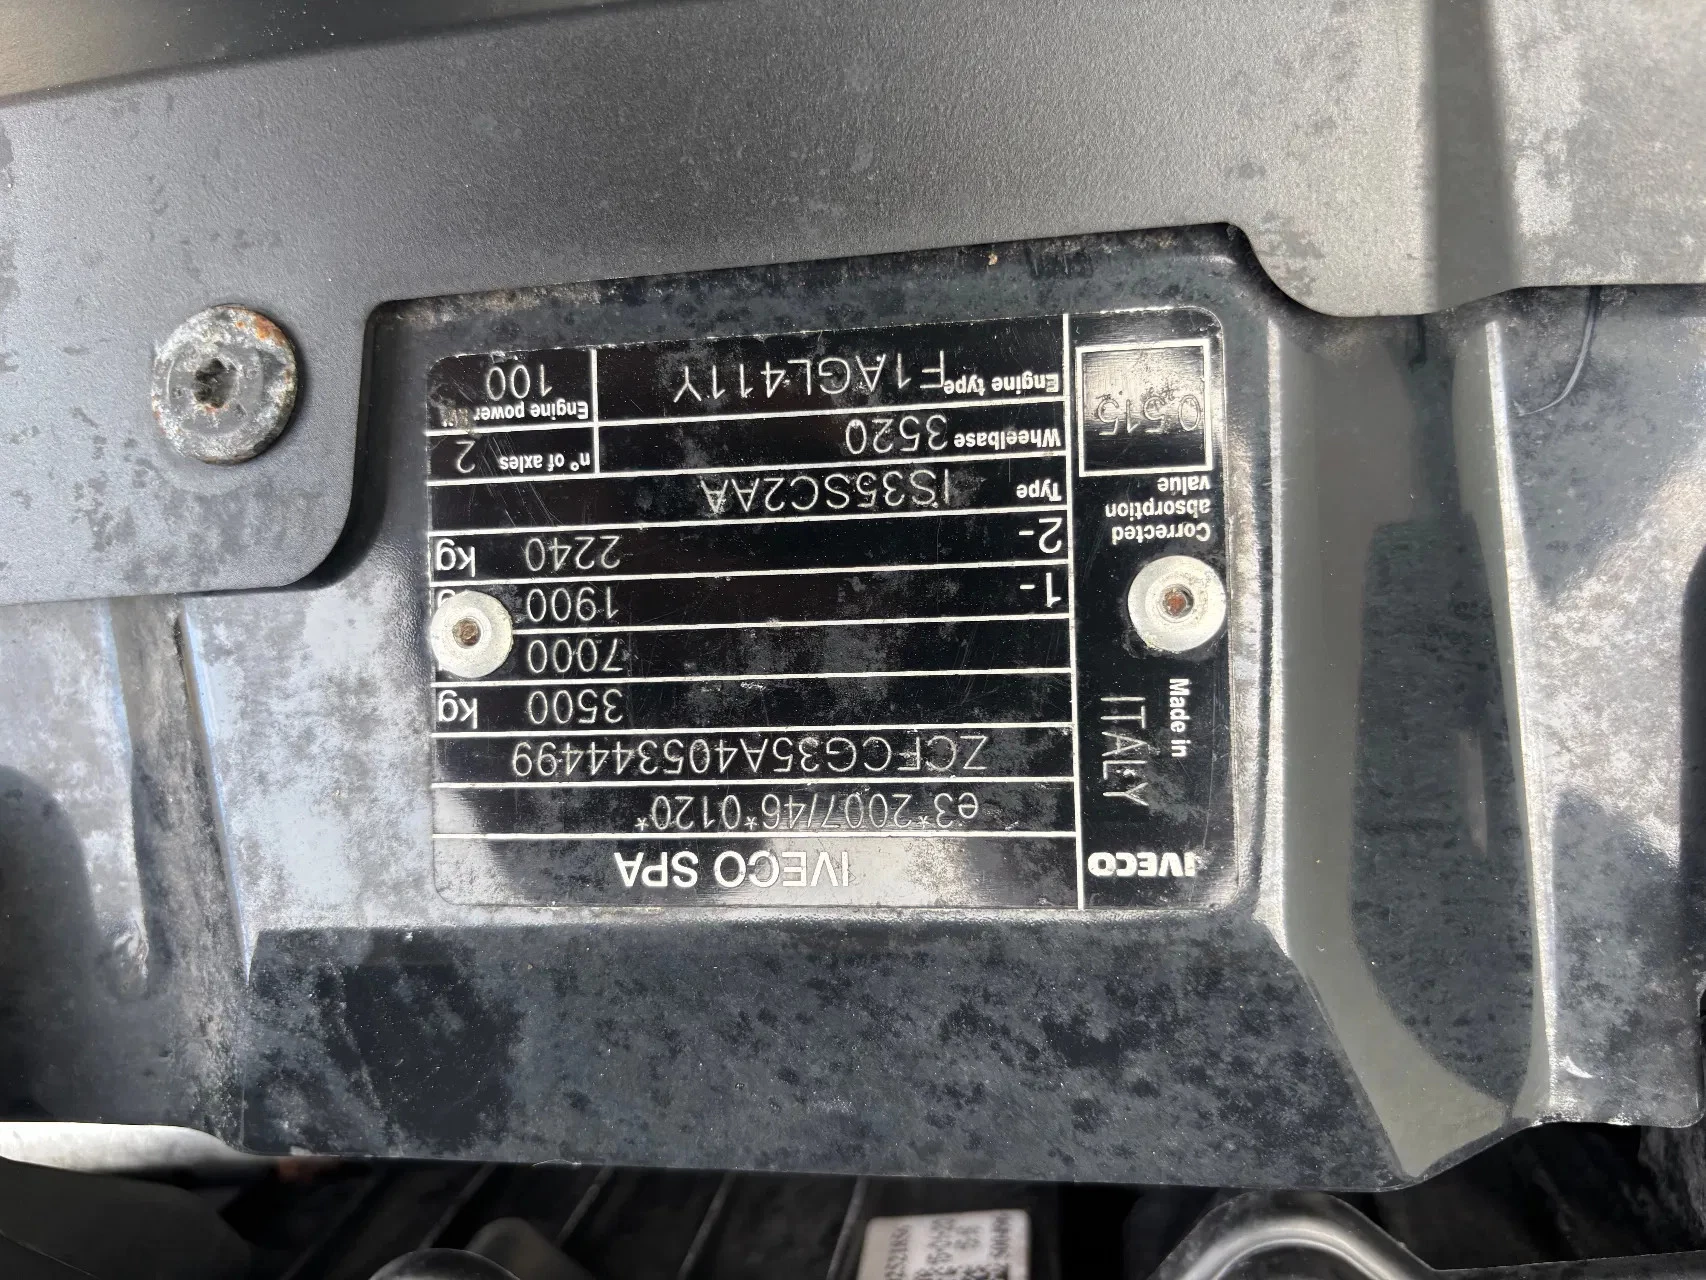 IVECO
IVECO SPA
e3*2007/46*0120*
ZCFCG35A405344499
3500 kg
7000
1- 1900
2- 2240 kg
Type IS35SC2AA
Wheelbase 3520
n° of axles 2
Engine type F1AGL411Y
Engine power kW
100
Made in
ITALY
Corrected
absorption
value
0.515